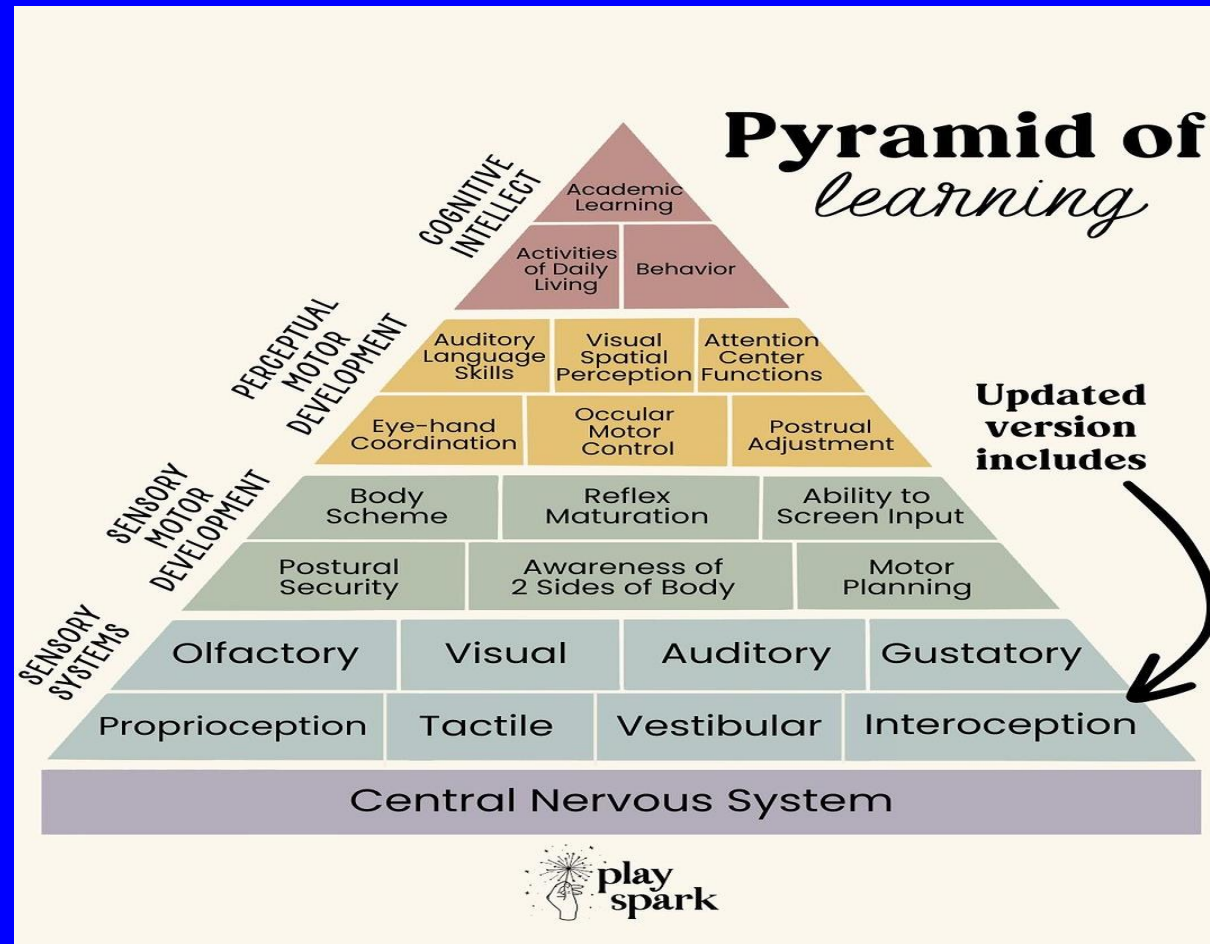 Pyramid of
learning
COGNITIVE
INTELLECT
Academic
Learning
Activities
of Daily
Living
Behavior
PERCEPTUAL
MOTOR
DEVELOPMENT
Auditory
Language
Skills
Visual
Spatial
Perception
Attention
Center
Functions
Eye-hand
Coordination
Occular
Motor
Control
Postrual
Adjustment
Updated
version
includes
SENSORY
MOTOR
DEVELOPMENT
Body
Scheme
Reflex
Maturation
Ability to
Screen Input
Postural
Security
Awareness of
2 Sides of Body
Motor
Planning
SENSORY
SYSTEMS
Olfactory
Visual
Auditory
Gustatory
Proprioception
Tactile
Vestibular
Interoception
Central Nervous System
play
spark